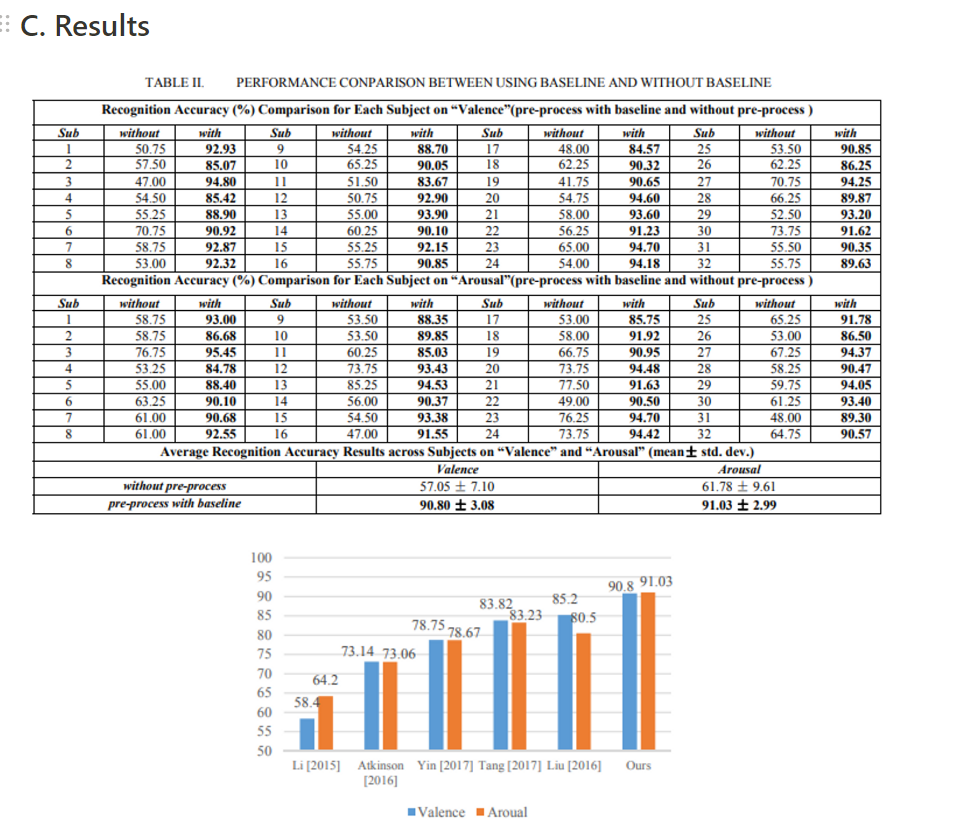 C. Results
TABLE II. PERFORMANCE CONPARISON BETWEEN USING BASELINE AND WITHOUT BASELINE
Recognition Accuracy (%) Comparison for Each Subject on “Valence”(pre-process with baseline and without pre-process )
Sub without with Sub without with Sub without with Sub without with
1 50.75 92.93 9 54.25 88.70 17 48.00 84.57 25 53.50 90.85
2 57.50 85.07 10 65.25 90.05 18 62.25 90.32 26 62.25 86.25
3 47.00 94.80 11 51.50 83.67 19 41.75 90.65 27 70.75 94.25
4 54.50 85.42 12 50.75 92.90 20 54.75 94.60 28 66.25 89.87
5 55.25 88.90 13 55.00 93.90 21 58.00 93.60 29 52.50 93.20
6 70.75 90.92 14 60.25 90.10 22 56.25 91.23 30 73.75 91.62
7 58.75 92.87 15 55.25 92.15 23 65.00 94.70 31 55.50 90.35
8 53.00 92.32 16 55.75 90.85 24 54.00 94.18 32 55.75 89.63
Recognition Accuracy (%) Comparison for Each Subject on “Arousal”(pre-process with baseline and without pre-process )
Sub without with Sub without with Sub without with Sub without with
1 58.75 93.00 9 53.50 88.35 17 53.00 85.75 25 65.25 91.78
2 58.75 86.68 10 53.50 89.85 18 58.00 91.92 26 53.00 86.50
3 76.75 95.45 11 60.25 85.03 19 66.75 90.95 27 67.25 94.37
4 53.25 84.78 12 73.75 93.43 20 73.75 94.48 28 58.25 90.47
5 55.00 88.40 13 85.25 94.53 21 77.50 91.63 29 59.75 94.05
6 63.25 90.10 14 56.00 90.37 22 49.00 90.50 30 61.25 93.40
7 61.00 90.68 15 54.50 93.38 23 76.25 94.70 31 48.00 89.30
8 61.00 92.55 16 47.00 91.55 24 73.75 94.42 32 64.75 90.57
Average Recognition Accuracy Results across Subjects on “Valence” and “Arousal” (mean± std. dev.)
Valence Arousal
without pre-process 57.05 ± 7.10 61.78 ± 9.61
pre-process with baseline 90.80 ± 3.08 91.03 ± 2.99
100
95
90
85
80
75
70
65
60
55
50
58.4 64.2
73.14 73.06
78.75 78.67
83.82 83.23
85.2 80.5
90.8 91.03
Li [2015] Atkinson [2016] Yin [2017] Tang [2017] Liu [2016] Ours
Valence Aroual